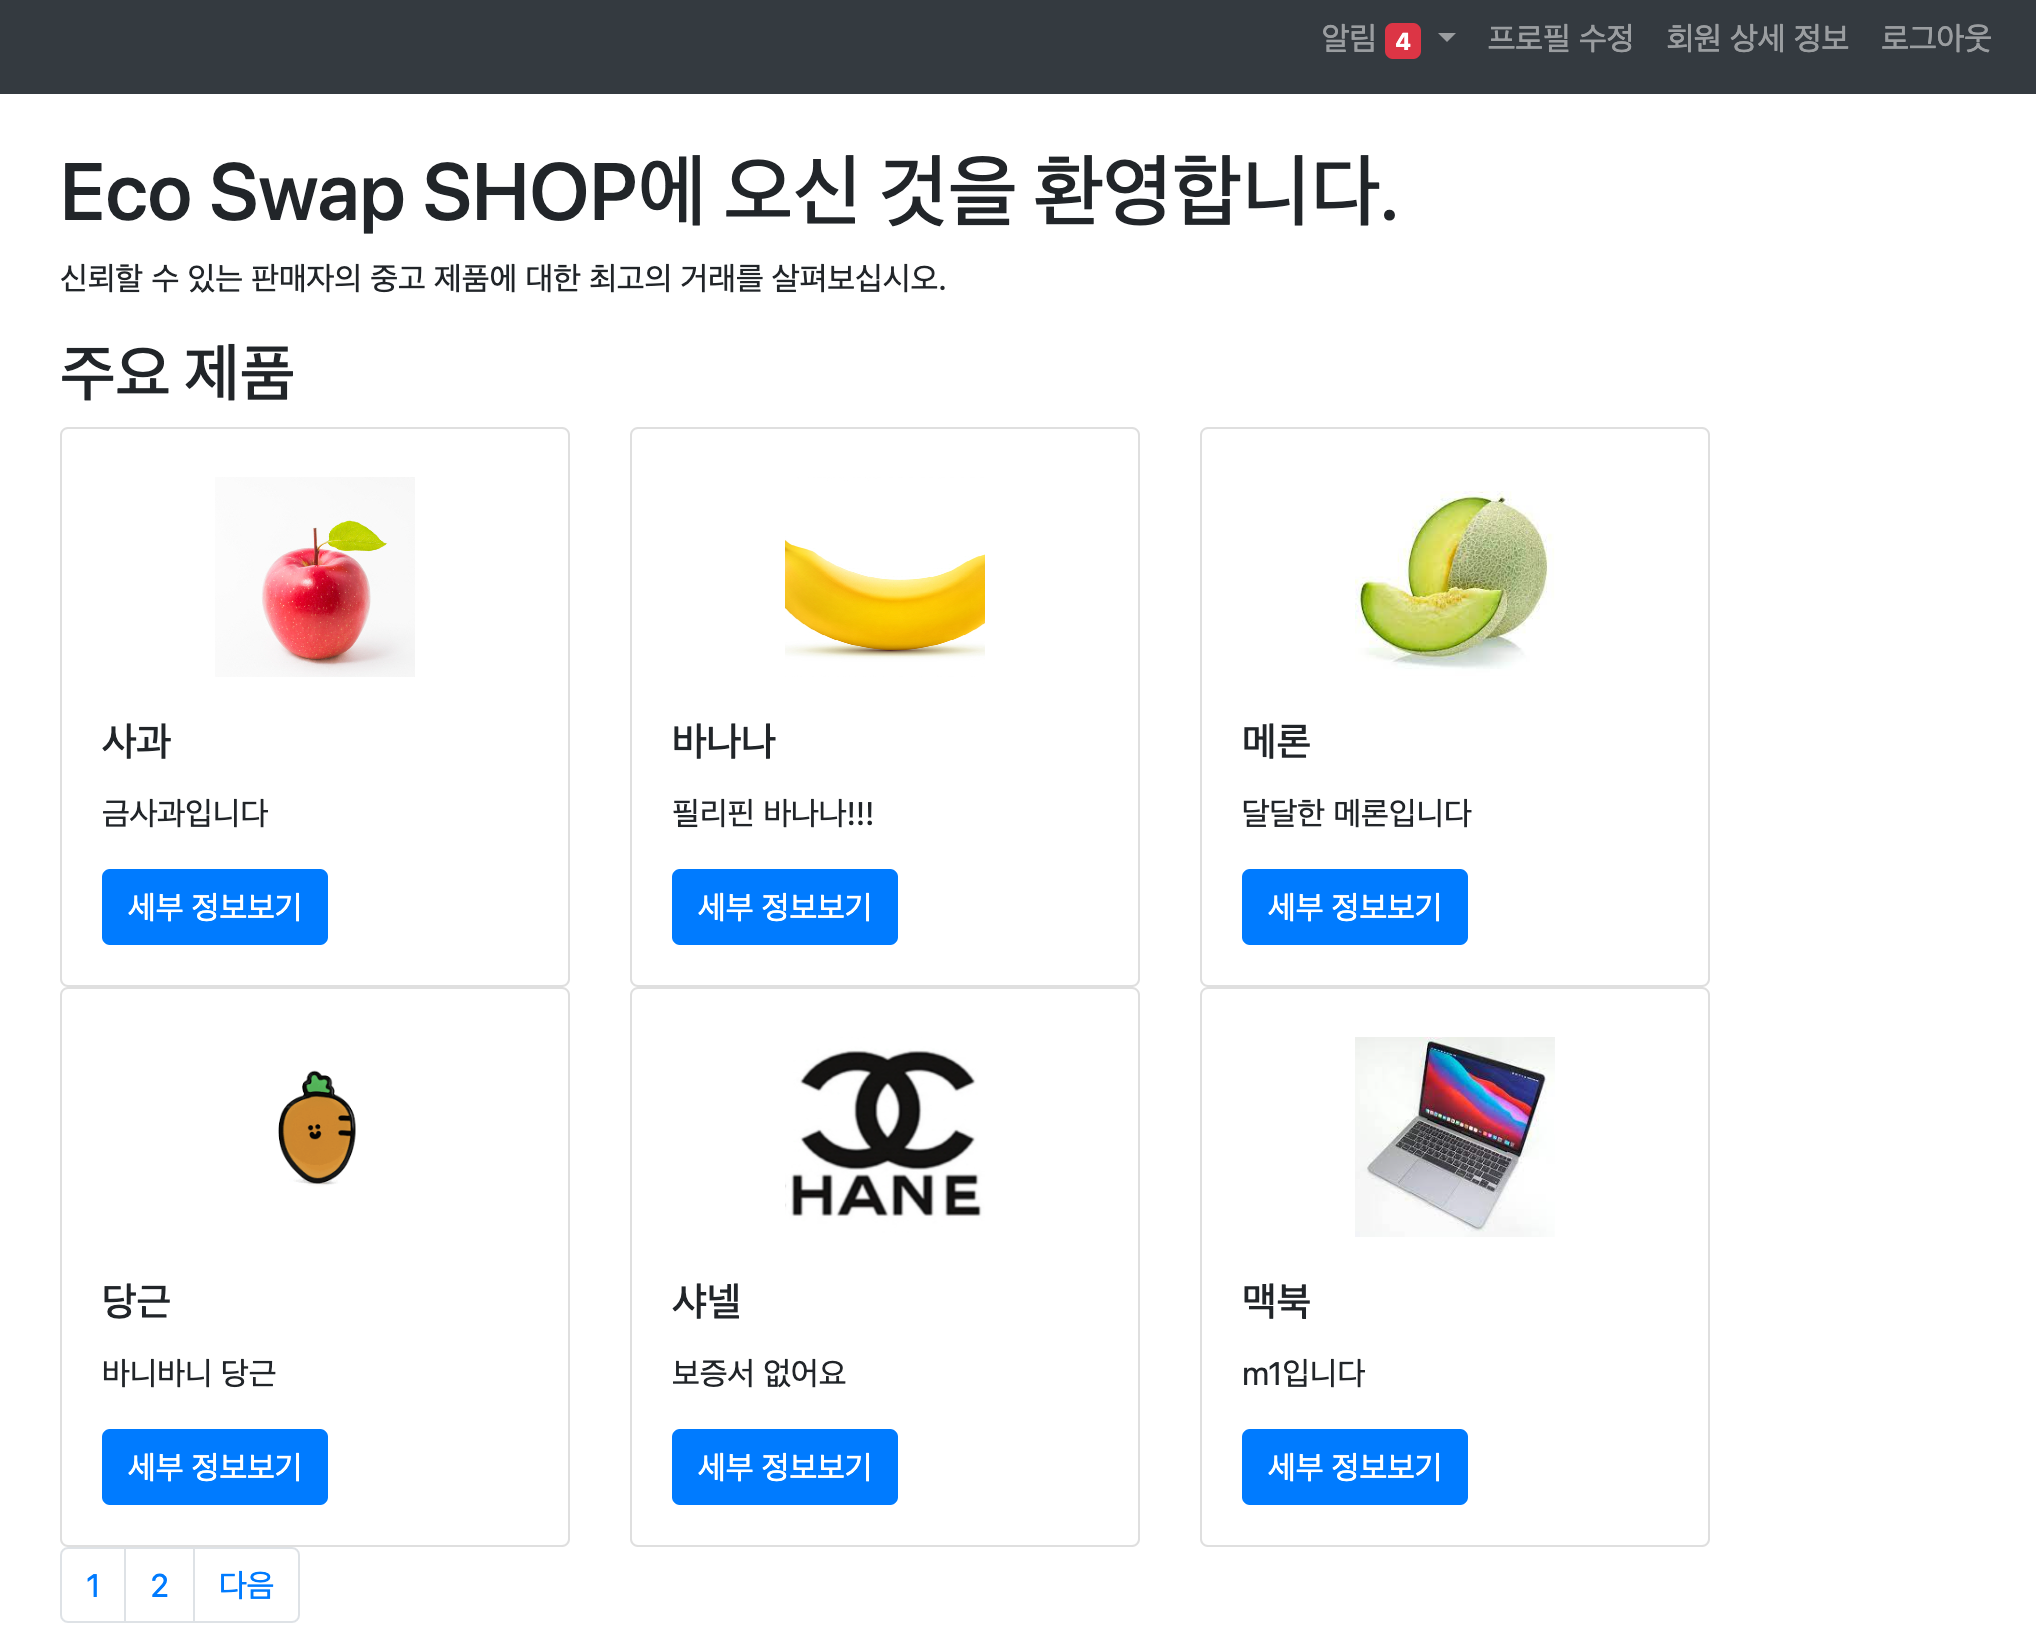 알림 4 프로필 수정 회원 상세 정보 로그아웃
Eco Swap SHOP에 오신 것을 환영합니다.
신뢰할 수 있는 판매자의 중고 제품에 대한 최고의 거래를 살펴보십시오.
주요 제품
사과
금사과입니다
세부 정보보기
바나나
필리핀 바나나!!!
세부 정보보기
메론
달달한 메론입니다
세부 정보보기
당근
바니바니 당근
세부 정보보기
HANE
샤넬
보증서 없어요
세부 정보보기
맥북
m1입니다
세부 정보보기
1 2 다음